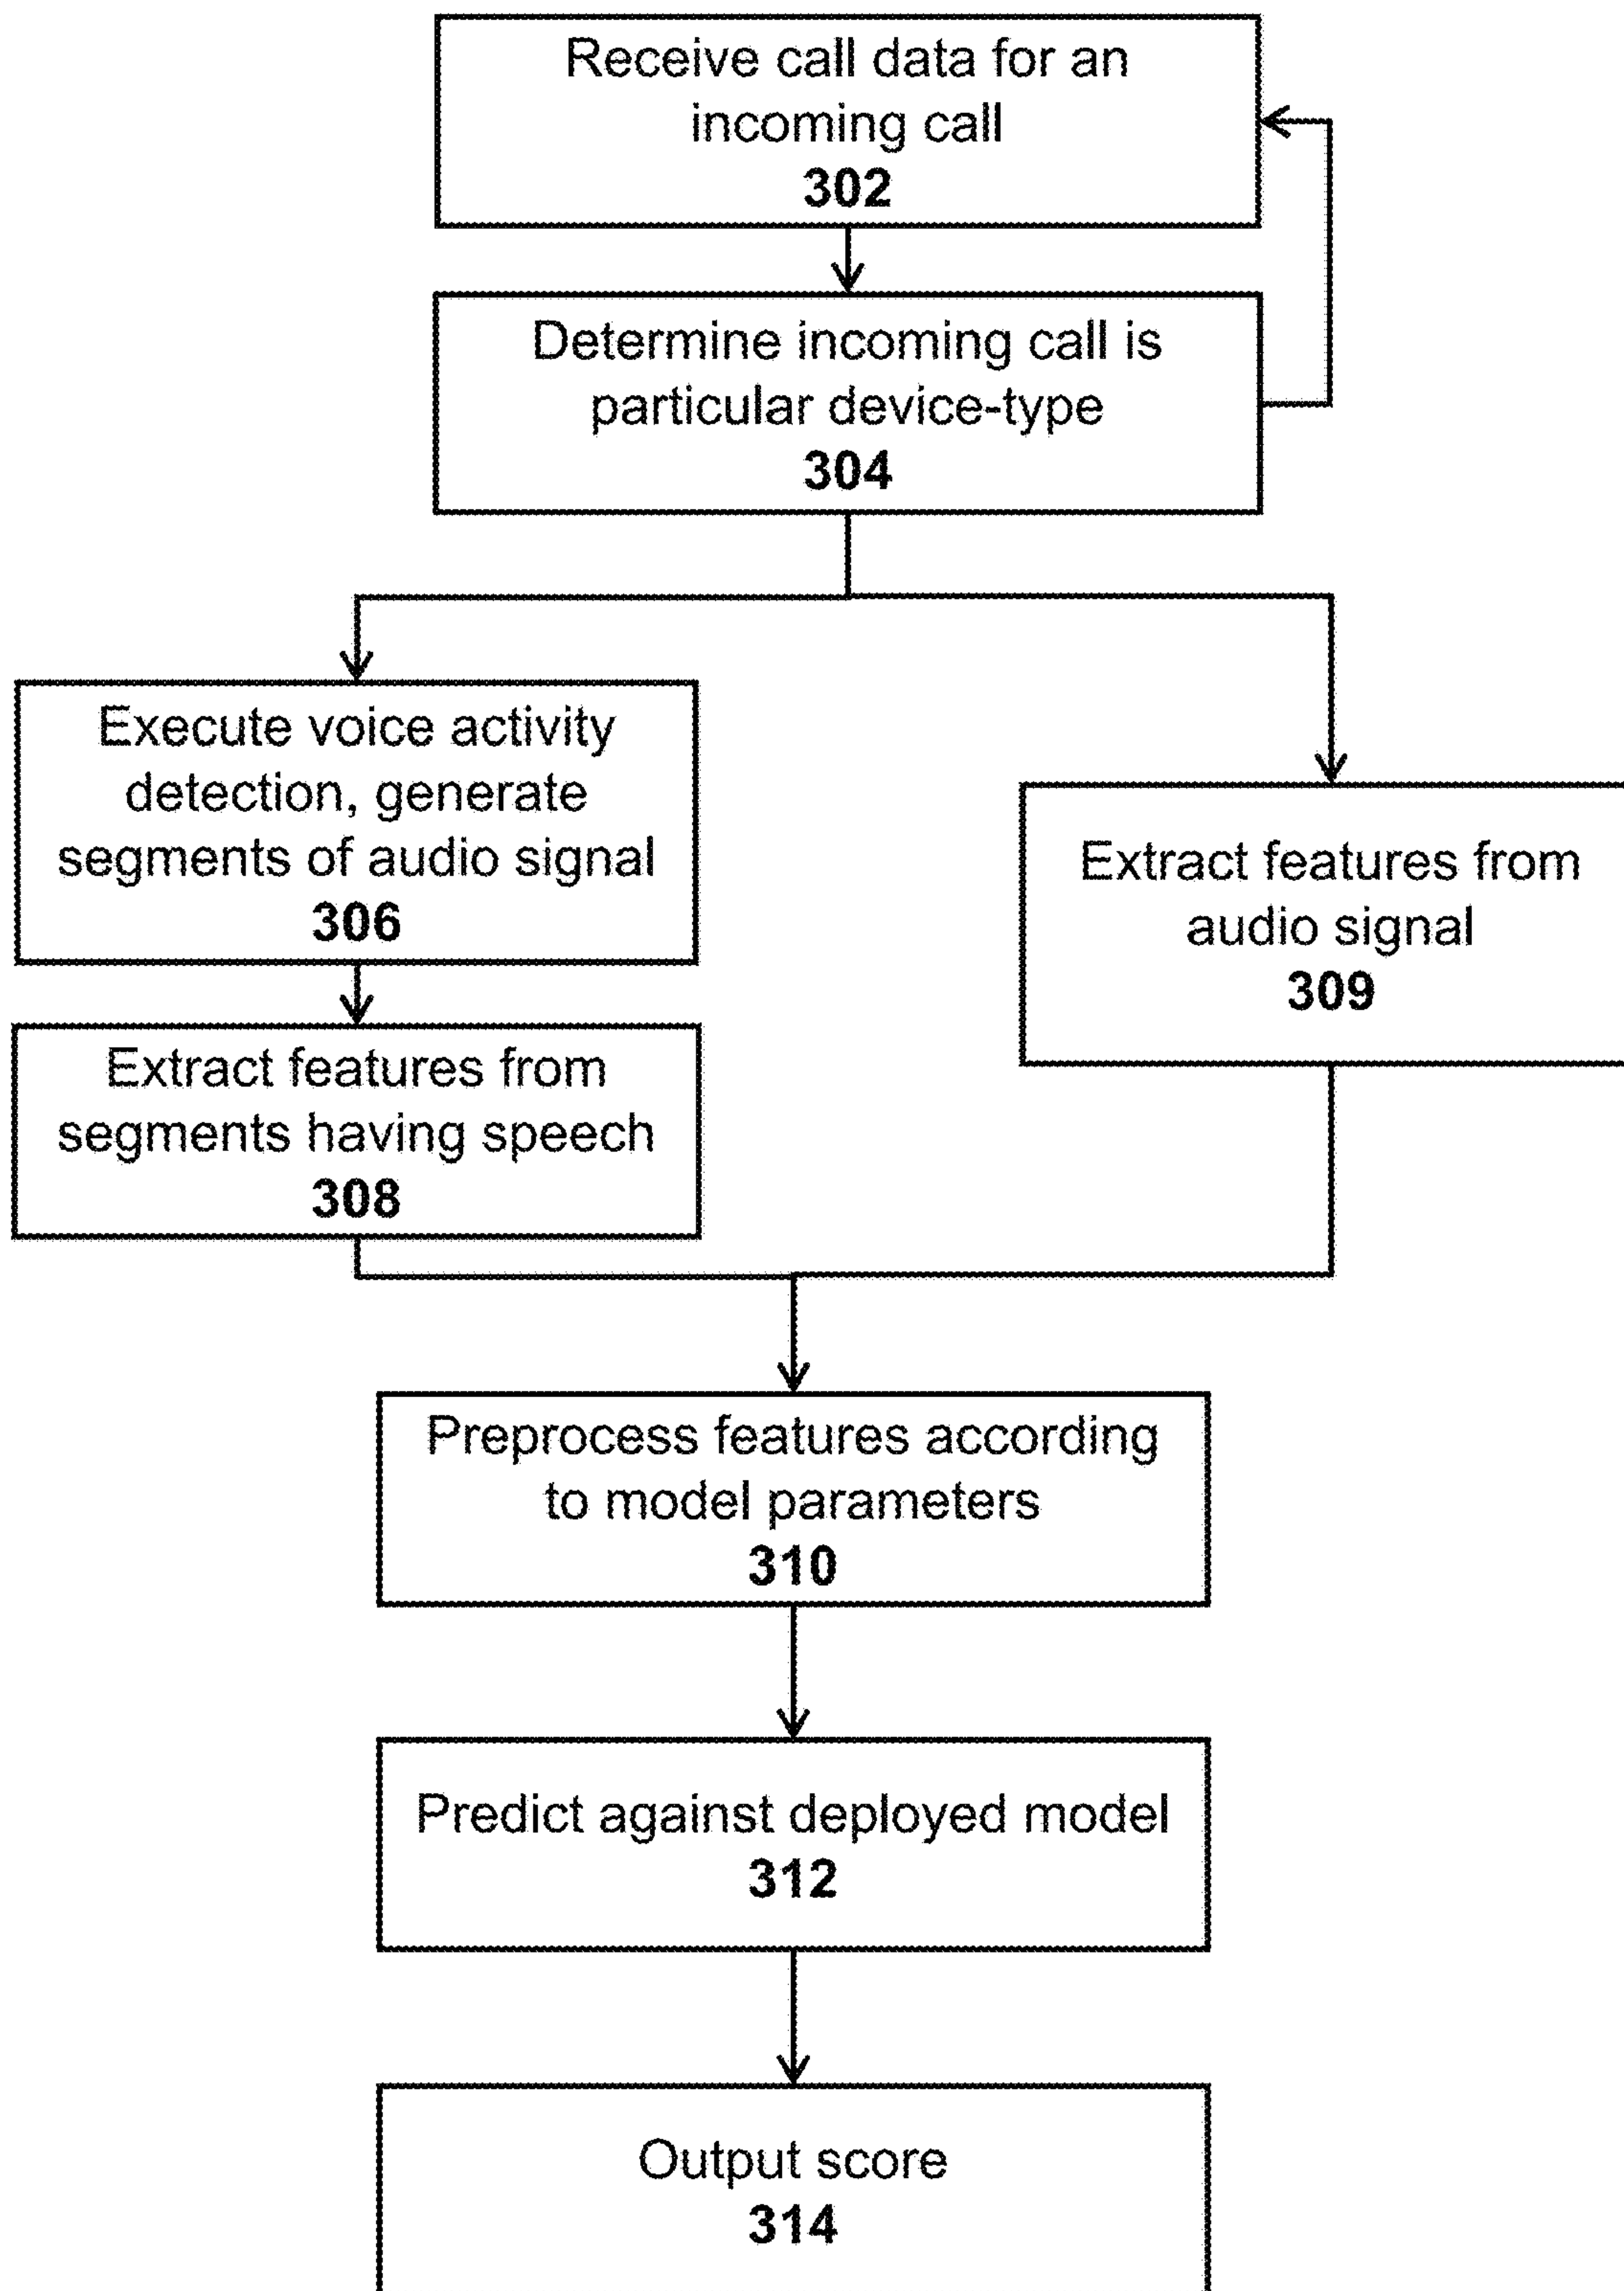 Receive call data for an
incoming call
302
Determine incoming call is
particular device-type
304
Execute voice activity
detection, generate
segments of audio signal
306
Extract features from
segments having speech
308
Extract features from
audio signal
309
Preprocess features according
to model parameters
310
Predict against deployed model
312
Output score
314